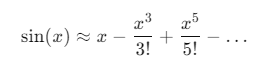 sin(x) ≈ x − x³/3! + x⁵/5! − …